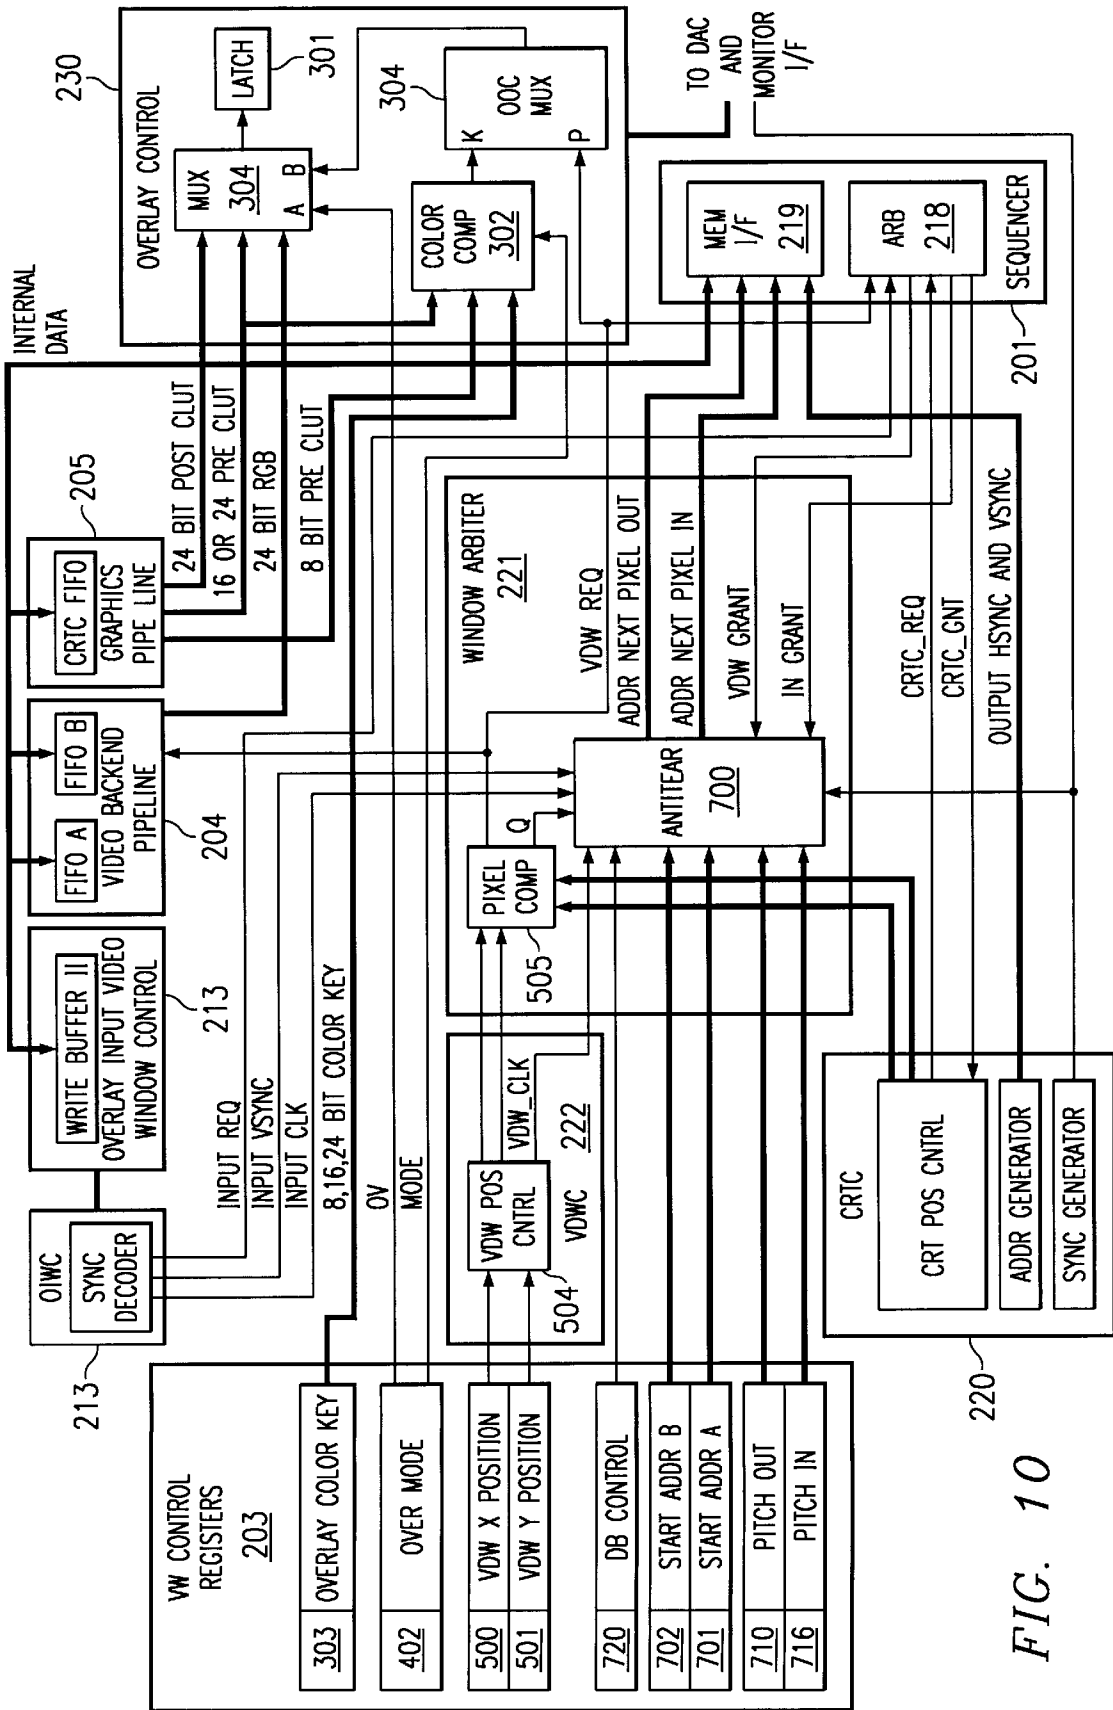 230
OVERLAY CONTROL
LATCH
301
MUX
304
A
B
304
OOC
MUX
K
P
COLOR
COMP
302
TO DAC
AND
MONITOR
I/F
INTERNAL
DATA
24 BIT POST CLUT
16 OR 24 PRE CLUT
24 BIT RGB
8 BIT PRE CLUT
205
CRTC FIFO
GRAPHICS
PIPE LINE
FIFO A
FIFO B
VIDEO BACKEND
PIPELINE
204
WRITE BUFFER II
OVERLAY INPUT VIDEO
WINDOW CONTROL
213
OIWC
SYNC
DECODER
213
INPUT REQ
INPUT VSYNC
INPUT CLK
8,16,24 BIT COLOR KEY
OV
MODE
MEM
I/F
219
ARB
218
SEQUENCER
201
WINDOW ARBITER
221
VDW REQ
ADDR NEXT PIXEL OUT
ADDR NEXT PIXEL IN
VDW GRANT
IN GRANT
CRTC_REQ
CRTC_GNT
OUTPUT HSYNC AND VSYNC
PIXEL
COMP
505
Q
ANTITEAR
700
VDW POS
CNTRL
504
VDW_CLK
222
VDWC
CRTC
CRT POS CNTRL
ADDR GENERATOR
SYNC GENERATOR
220
VW CONTROL
REGISTERS
203
303 OVERLAY COLOR KEY
402 OVER MODE
500 VDW X POSITION
501 VDW Y POSITION
720 DB CONTROL
702 START ADDR B
701 START ADDR A
710 PITCH OUT
716 PITCH IN
FIG. 10